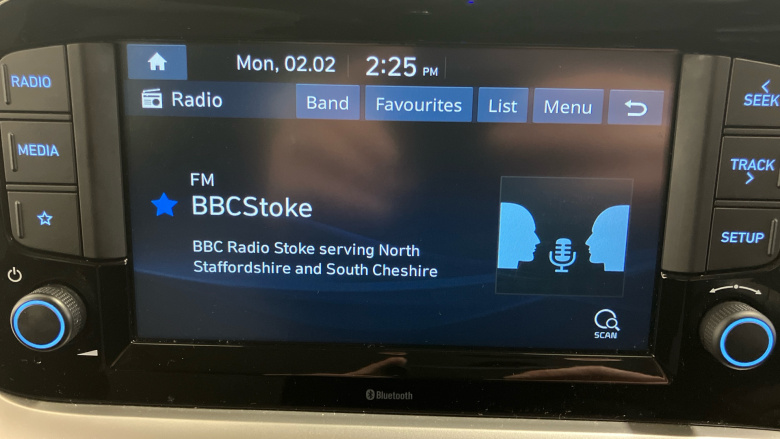 Mon, 02.02 2:25 PM
RADIO
Radio Band Favourites List Menu
SEEK
MEDIA
TRACK
FM
BBCStoke
SETUP
BBC Radio Stoke serving North
Staffordshire and South Cheshire
SCAN
Bluetooth